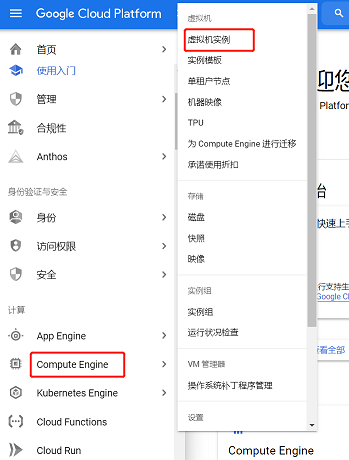 Google Cloud Platform
首页
使用入门
管理
合规性
Anthos
身份验证与安全
身份
访问权限
安全
计算
App Engine
Compute Engine
Kubernetes Engine
Cloud Functions
Cloud Run
虚拟机
虚拟机实例
实例模板
单租户节点
机器映像
TPU
为 Compute Engine 进行迁移
承诺使用折扣
存储
磁盘
快照
映像
实例组
实例组
运行状况检查
VM 管理器
操作系统补丁程序管理
设置
迎您
Platfor
始
快速上手
行支持生
Google Cl
查看全部
Compute Engine